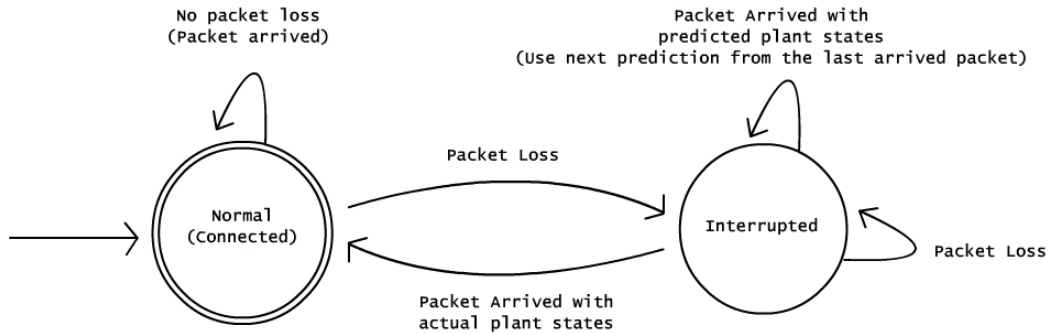 No packet loss
(Packet arrived)
Packet Arrived with
predicted plant states
(Use next prediction from the last arrived packet)
Packet Loss
Normal
(Connected)
Interrupted
Packet Loss
Packet Arrived with
actual plant states